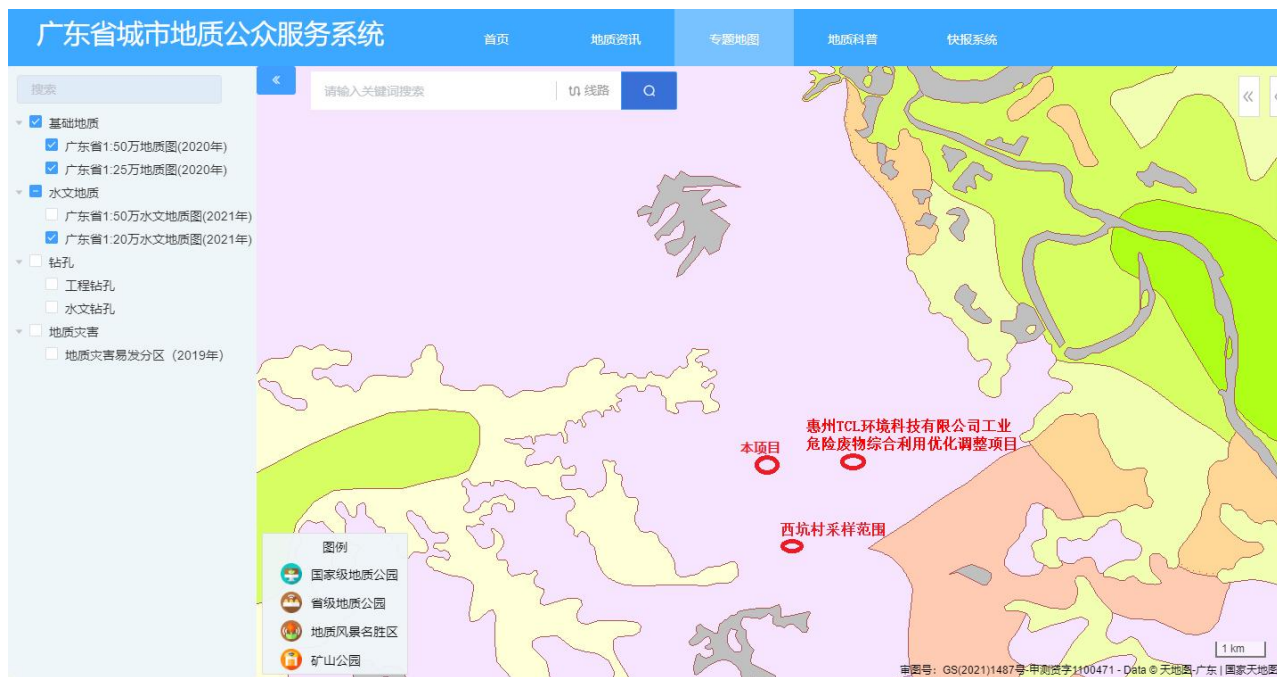 广东省城市地质公众服务系统
首页
地质资讯
专题地图
地质科普
快报系统
搜索
请输入关键词搜索
线路
基础地质
广东省1:50万地质图(2020年)
广东省1:25万地质图(2020年)
水文地质
广东省1:50万水文地质图(2021年)
广东省1:20万水文地质图(2021年)
钻孔
工程钻孔
水文钻孔
地质灾害
地质灾害易发分区（2019年）
惠州TCL环境科技有限公司工业
危险废物综合利用优化调整项目
本项目
西坑村采样范围
图例
国家级地质公园
省级地质公园
地质风景名胜区
矿山公园
1 km
审图号：GS(2021)1487号-甲测资字1100471 - Data © 天地图-广东 | 国家天地图